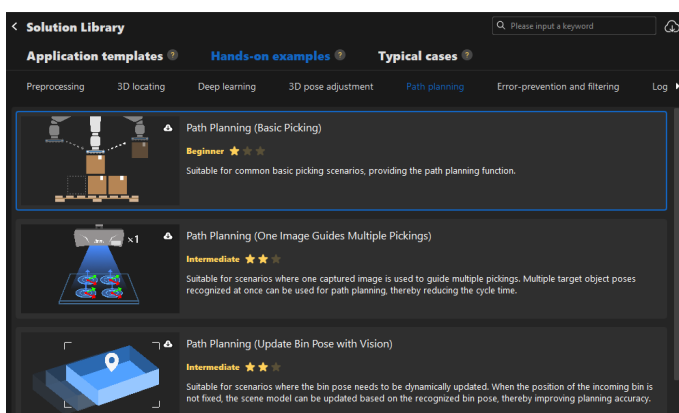 Solution Library
Please input a keyword
Application templates ?
Hands-on examples ?
Typical cases ?
Preprocessing
3D locating
Deep learning
3D pose adjustment
Path planning
Error-prevention and filtering
Log
Path Planning (Basic Picking)
Beginner
Suitable for common basic picking scenarios, providing the path planning function.
×1
Path Planning (One Image Guides Multiple Pickings)
Intermediate
Suitable for scenarios where one captured image is used to guide multiple pickings. Multiple target object poses
recognized at once can be used for path planning, thereby reducing the cycle time.
Path Planning (Update Bin Pose with Vision)
Intermediate
Suitable for scenarios where the bin pose needs to be dynamically updated. When the position of the incoming bin is
not fixed, the scene model can be updated based on the recognized bin pose, thereby improving planning accuracy.